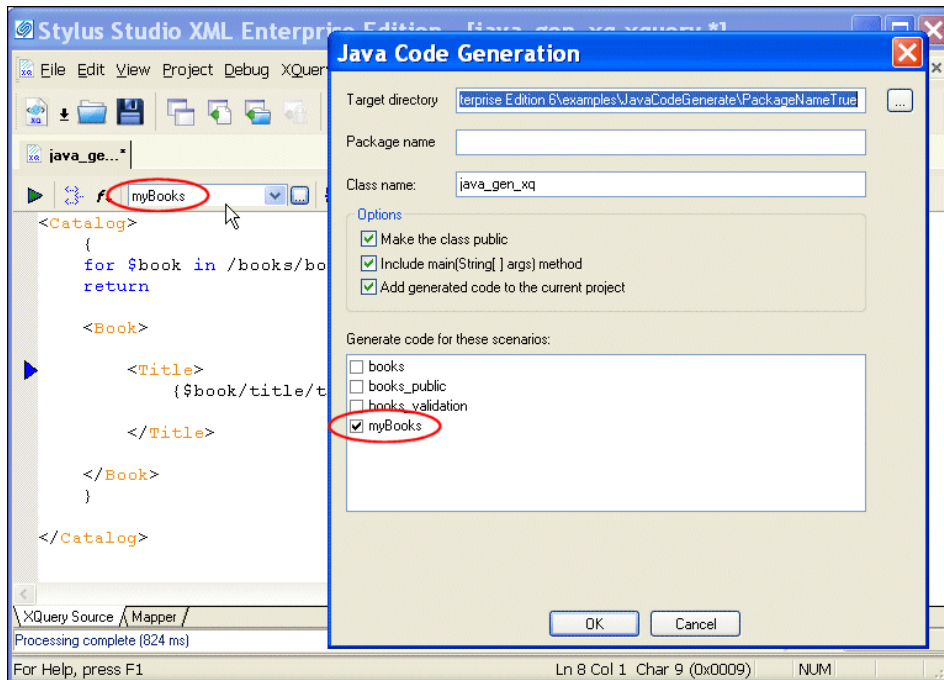 Stylus Studio XML Enterprise Edition - [java_gen_xq.xquery *]
File Edit View Project Debug XQuer
java_ge...*
myBooks
<Catalog>
{
for $book in /books/bo
return
<Book>
<Title>
{$book/title/t
</Title>
</Book>
}
</Catalog>
XQuery Source Mapper
Processing complete (824 ms)
For Help, press F1
Ln 8 Col 1 Char 9 (0x0009) NUM
Java Code Generation
Target directory terprise Edition 6\examples\JavaCodeGenerate\PackageNameTrue ...
Package name
Class name: java_gen_xq
Options
Make the class public
Include main(String[ ] args) method
Add generated code to the current project
Generate code for these scenarios:
books
books_public
books_validation
myBooks
OK Cancel